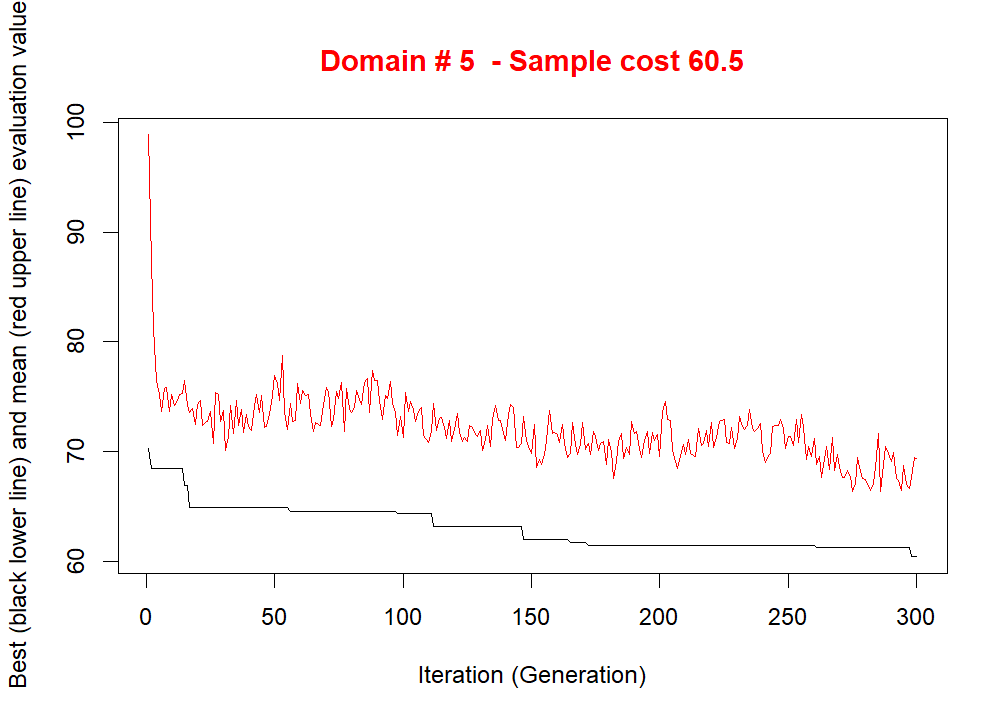 Domain # 5  - Sample cost 60.5
Best (black lower line) and mean (red upper line) evaluation value
100
90
80
70
60
0 50 100 150 200 250 300
Iteration (Generation)